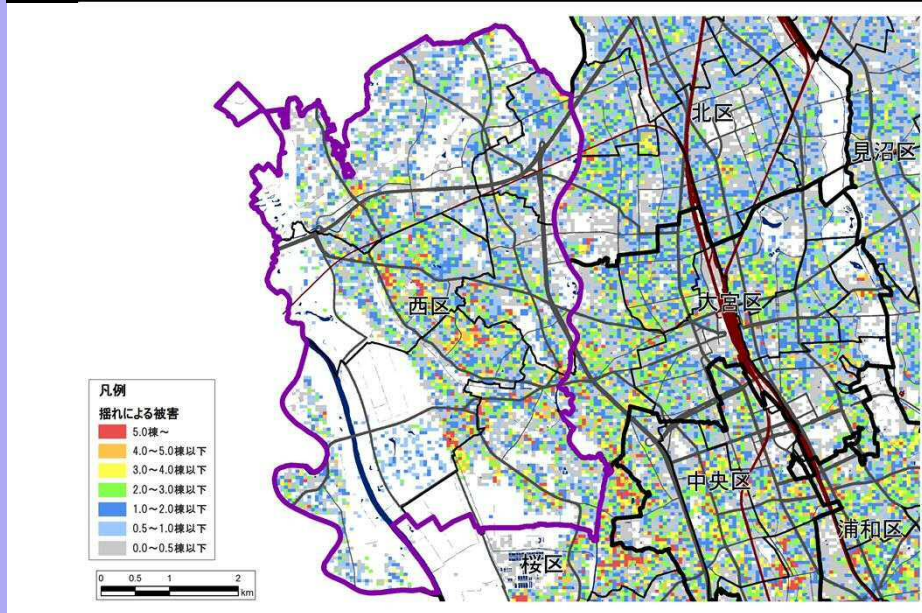 北区
見沼区
大宮区
西区
中央区
浦和区
桜区
凡例
揺れによる被害
5.0棟～
4.0～5.0棟以下
3.0～4.0棟以下
2.0～3.0棟以下
1.0～2.0棟以下
0.5～1.0棟以下
0.0～0.5棟以下
0 0.5 1 2
km